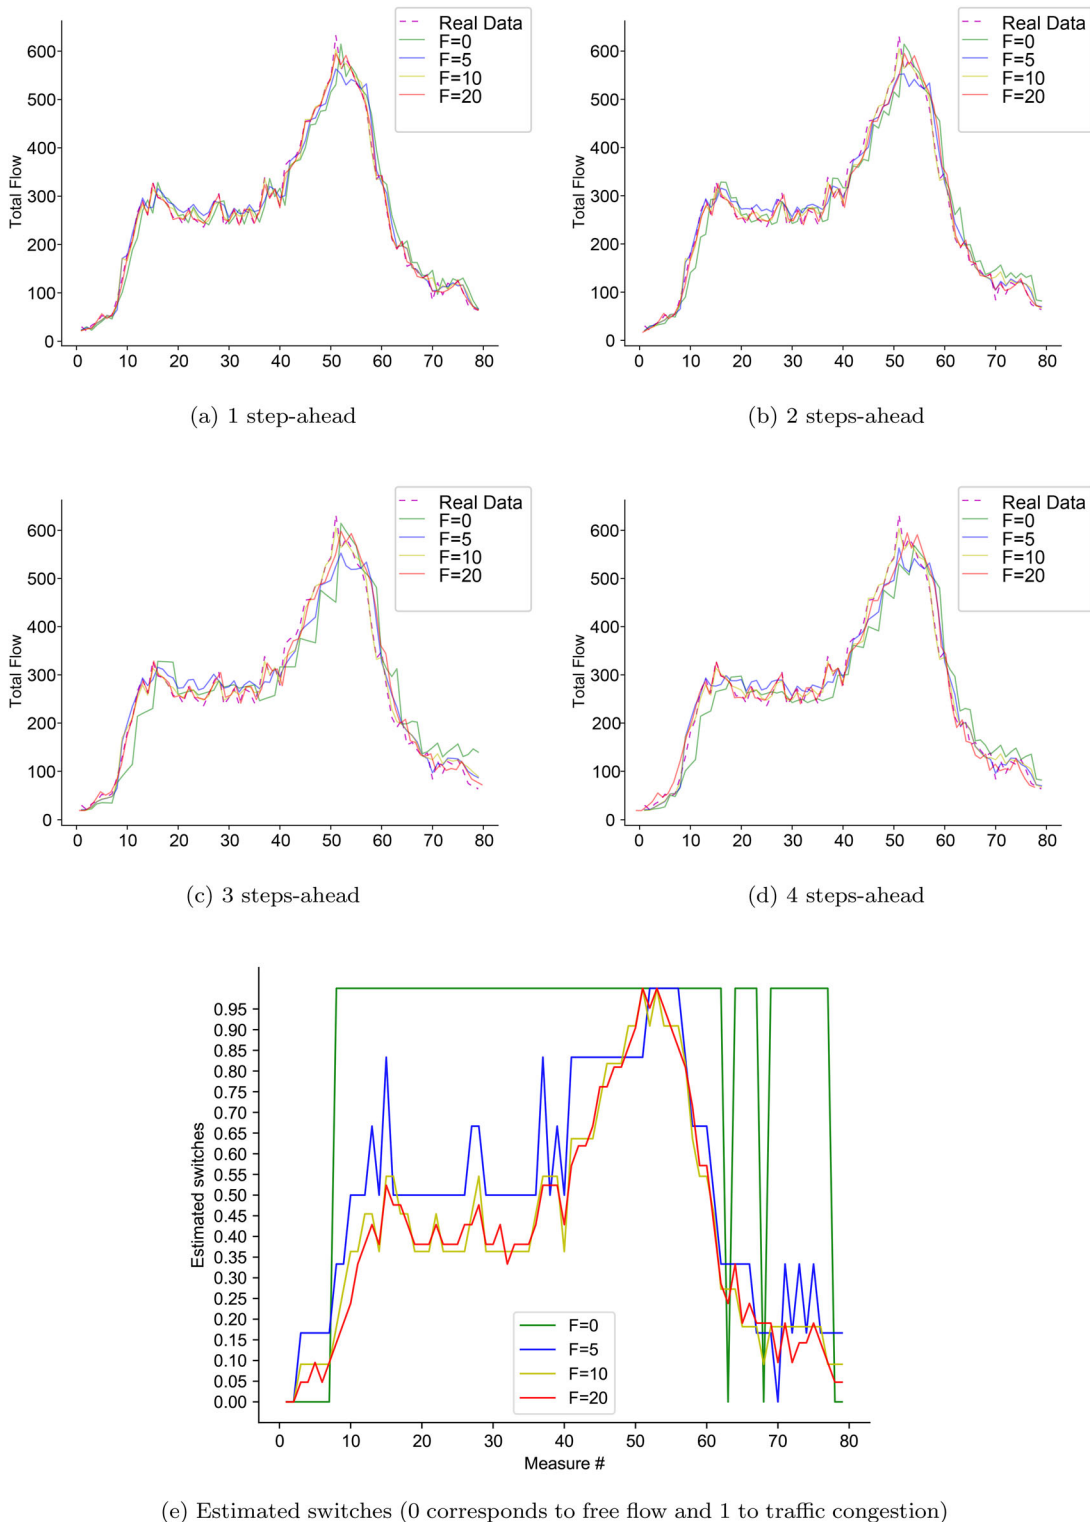 Real Data
F=0
F=5
F=10
F=20
Total Flow
600
500
400
300
200
100
0
0 10 20 30 40 50 60 70 80
(a) 1 step-ahead
Real Data
F=0
F=5
F=10
F=20
Total Flow
600
500
400
300
200
100
0
0 10 20 30 40 50 60 70 80
(b) 2 steps-ahead
Real Data
F=0
F=5
F=10
F=20
Total Flow
600
500
400
300
200
100
0
0 10 20 30 40 50 60 70 80
(c) 3 steps-ahead
Real Data
F=0
F=5
F=10
F=20
Total Flow
600
500
400
300
200
100
0
0 10 20 30 40 50 60 70 80
(d) 4 steps-ahead
Estimated switches
0.95
0.90
0.85
0.80
0.75
0.70
0.65
0.60
0.55
0.50
0.45
0.40
0.35
0.30
0.25
0.20
0.15
0.10
0.05
0.00
F=0
F=5
F=10
F=20
0 10 20 30 40 50 60 70 80
Measure #
(e) Estimated switches (0 corresponds to free flow and 1 to traffic congestion)